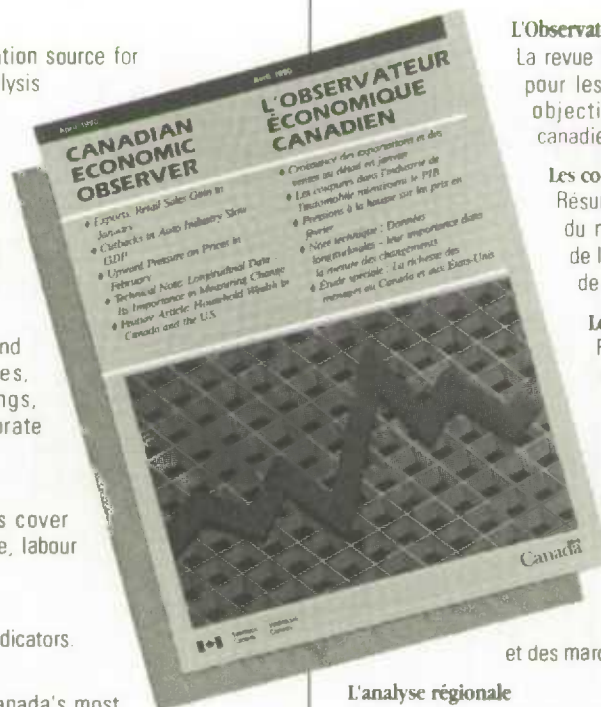 ation source for
lysis
nd
es,
ngs,
orate
s cover
e, labour
dicators.
anada's most
April 1990
CANADIAN
ECONOMIC
OBSERVER
♦ Exports, Retail Sales Gain in
January
♦ Cutbacks in Auto Industry Slow
GDP
♦ Upward Pressure on Prices in
February
♦ Technical Note: Longitudinal Data
Its Importance in Measuring Change
♦ Feature Article: Household Wealth in
Canada and the U.S.
Avril 1990
L'OBSERVATEUR
ÉCONOMIQUE
CANADIEN
♦ Croissance des exportations et des
ventes au détail en janvier
♦ Les coupures dans l'industrie de
l'automobile le PIB
♦ Pressions à la hausse sur les prix en
février
♦ Note technique : Données
longitudinales - leur importance dans
la mesure des changements
♦ Étude spéciale : La richesse des
ménages au Canada et aux États-Unis
Canada
Statistics Canada
Statistique Canada
L'Observat
La revue
pour les
objecti
canadie
Les co
Résu
du r
de l
de
Le
F
et des marc
L'analyse régionale